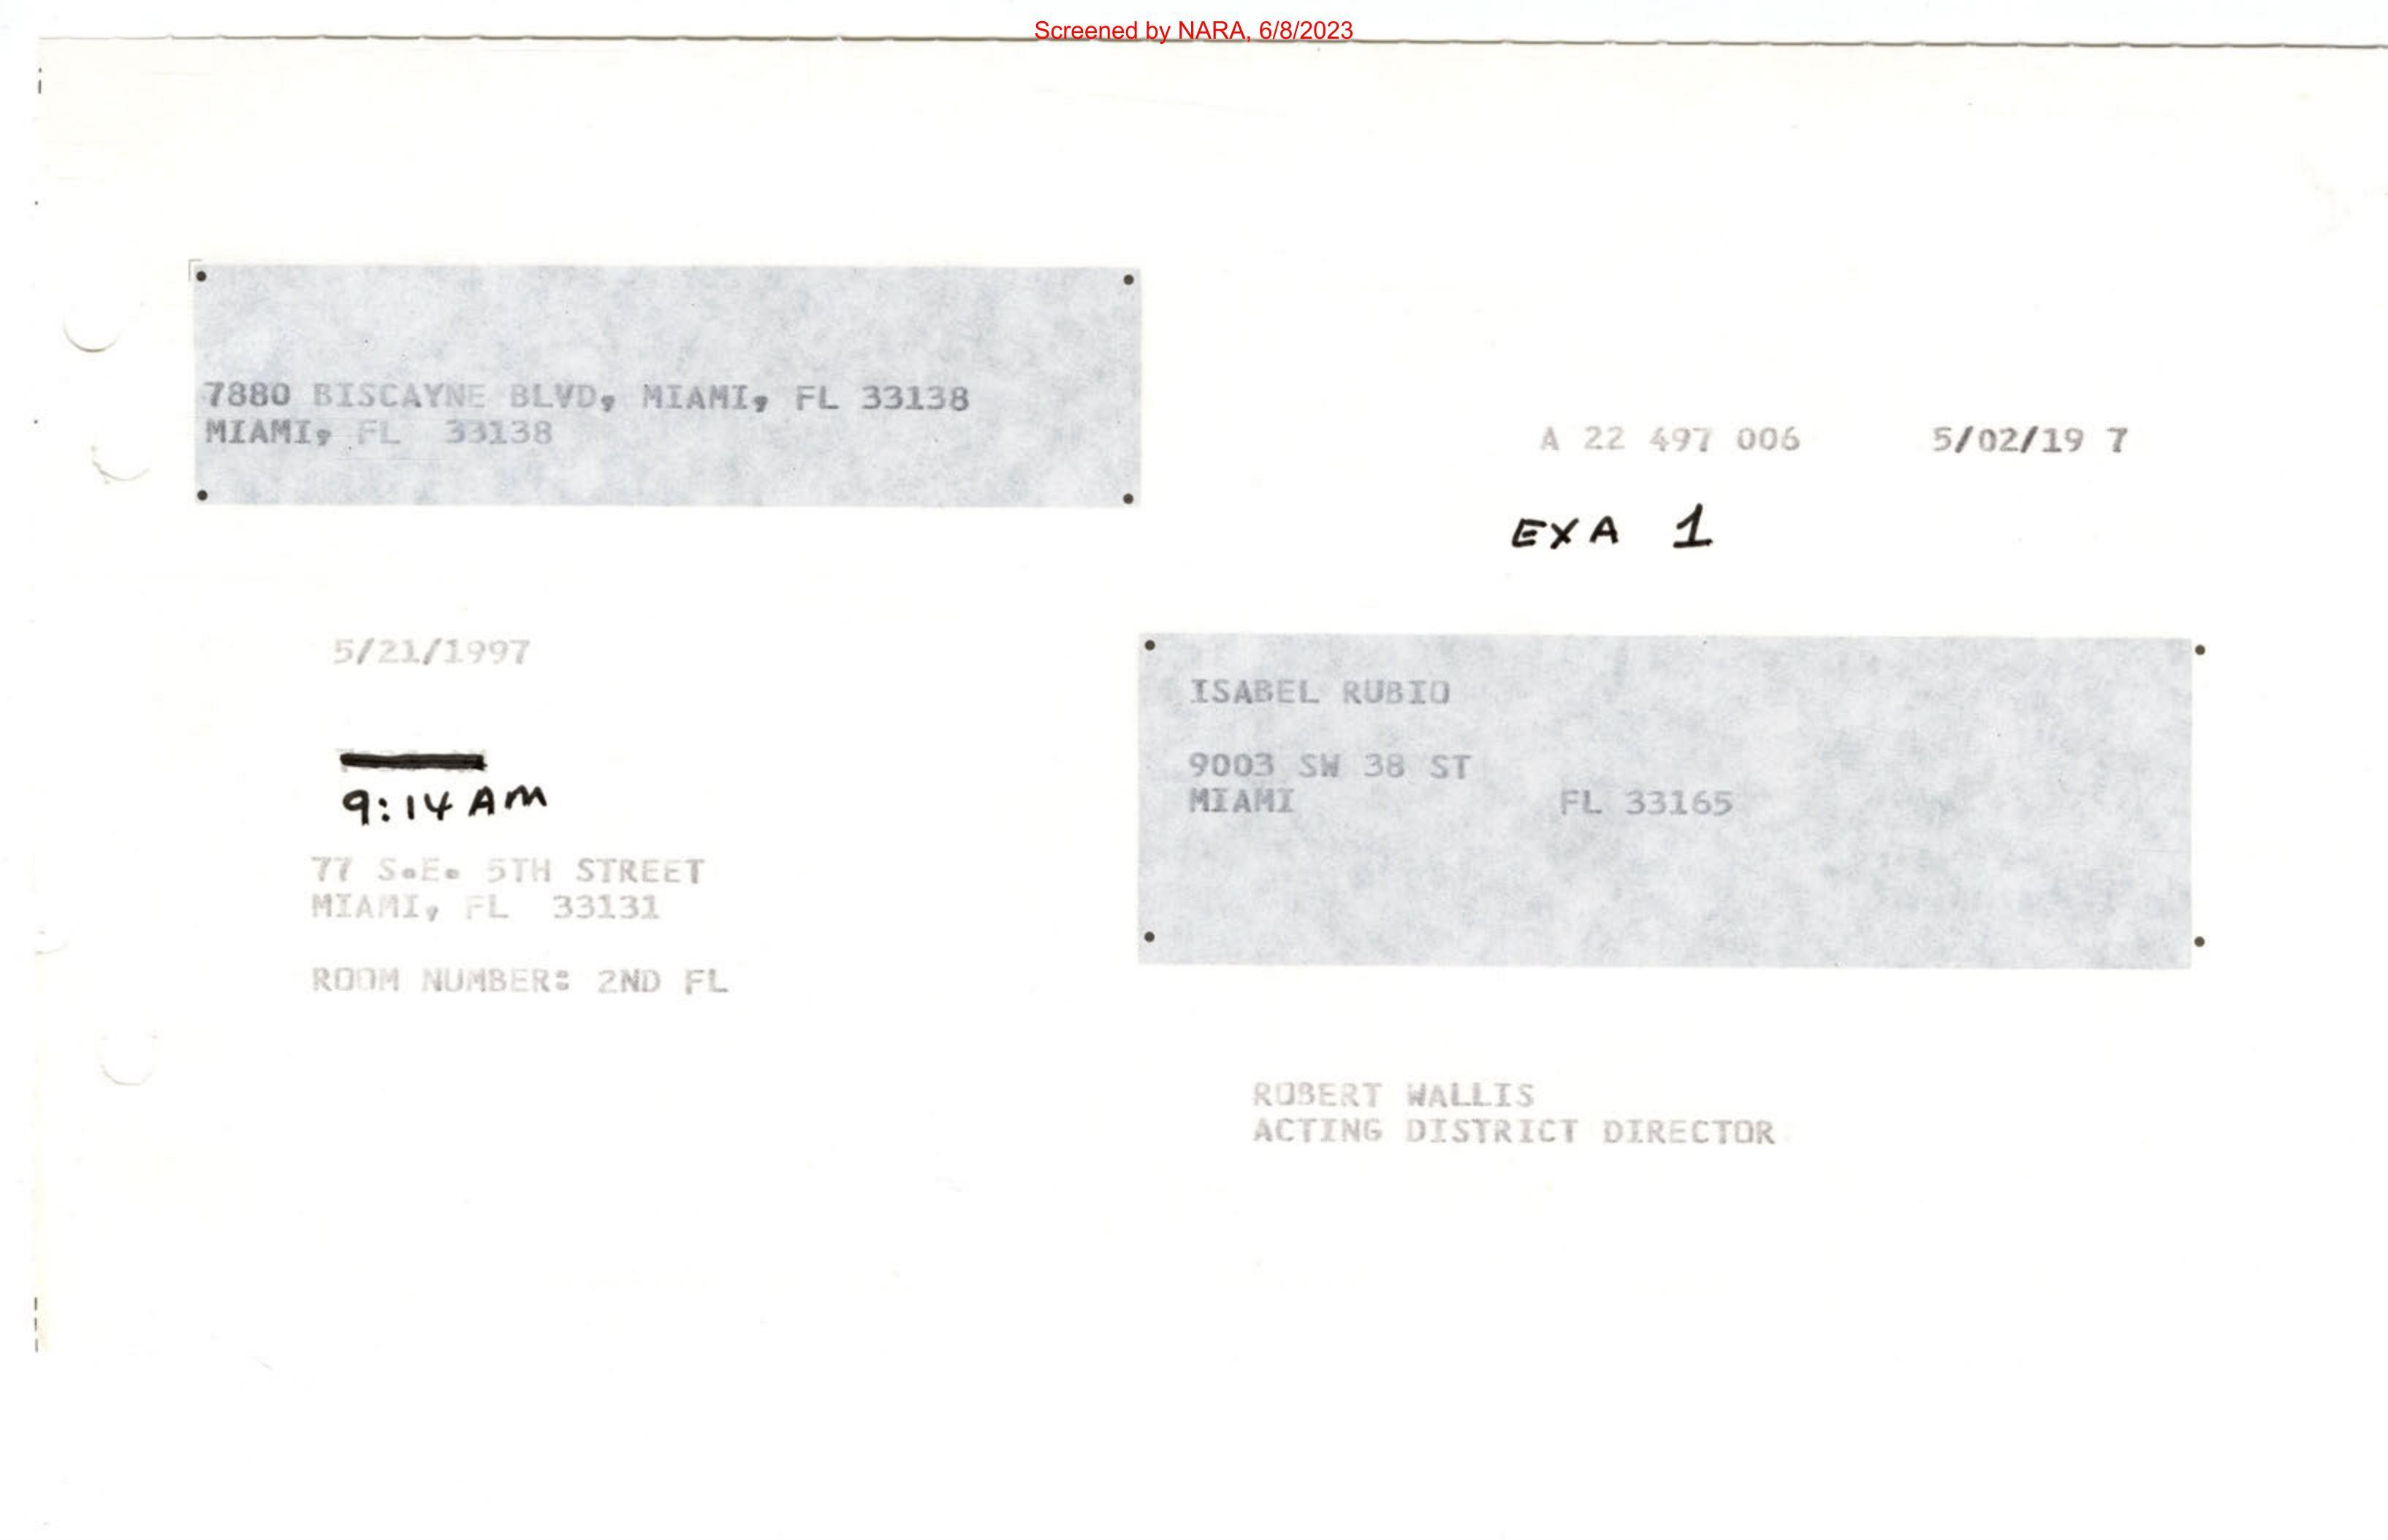 Screened by NARA, 6/8/2023
7880 BISCAYNE BLVD, MIAMI, FL 33138
MIAMI, FL 33138
A 22 497 006 5/02/19 7
EXA 1
5/21/1997
9:14 AM
77 S.E. 5TH STREET
MIAMI, FL 33131
ROOM NUMBER: 2ND FL
ISABEL RUBIO
9003 SW 38 ST
MIAMI FL 33165
ROBERT WALLIS
ACTING DISTRICT DIRECTOR